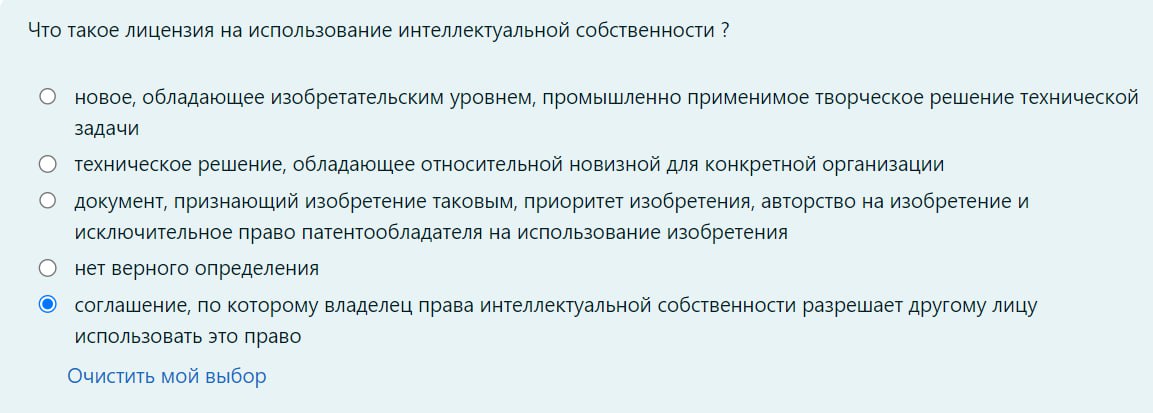 Что такое лицензия на использование интеллектуальной собственности ?
новое, обладающее изобретательским уровнем, промышленно применимое творческое решение технической
задачи
техническое решение, обладающее относительной новизной для конкретной организации
документ, признающий изобретение таковым, приоритет изобретения, авторство на изобретение и
исключительное право патентообладателя на использование изобретения
нет верного определения
соглашение, по которому владелец права интеллектуальной собственности разрешает другому лицу
использовать это право
Очистить мой выбор